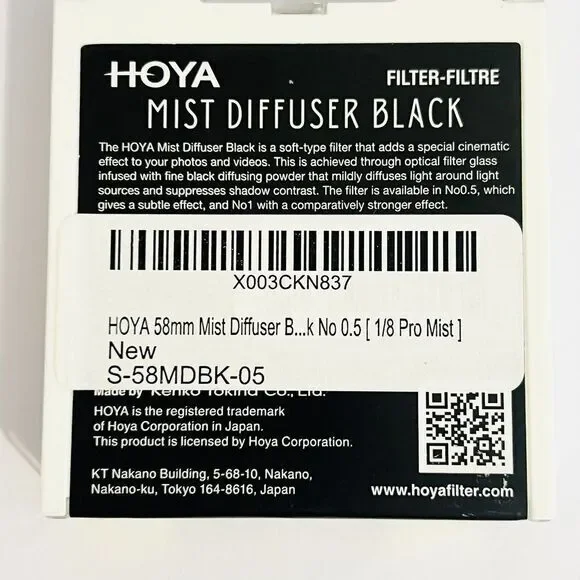 HOYA
FILTER-FILTRE
MIST DIFFUSER BLACK
The HOYA Mist Diffuser Black is a soft-type filter that adds a special cinematic
effect to your photos and videos. This is achieved through optical filter glass
infused with fine black diffusing powder that mildly diffuses light around light
sources and suppresses shadow contrast. The filter is available in No0.5, which
gives a subtle effect, and No1 with a comparatively stronger effect.
X003CKN837
HOYA 58mm Mist Diffuser B...k No 0.5 [ 1/8 Pro Mist ]
New
S-58MDBK-05
Made by Kenko Tokina Co., Ltd.
HOYA is the registered trademark
of Hoya Corporation in Japan.
This product is licensed by Hoya Corporation.
KT Nakano Building, 5-68-10, Nakano,
Nakano-ku, Tokyo 164-8616, Japan
www.hoyafilter.com